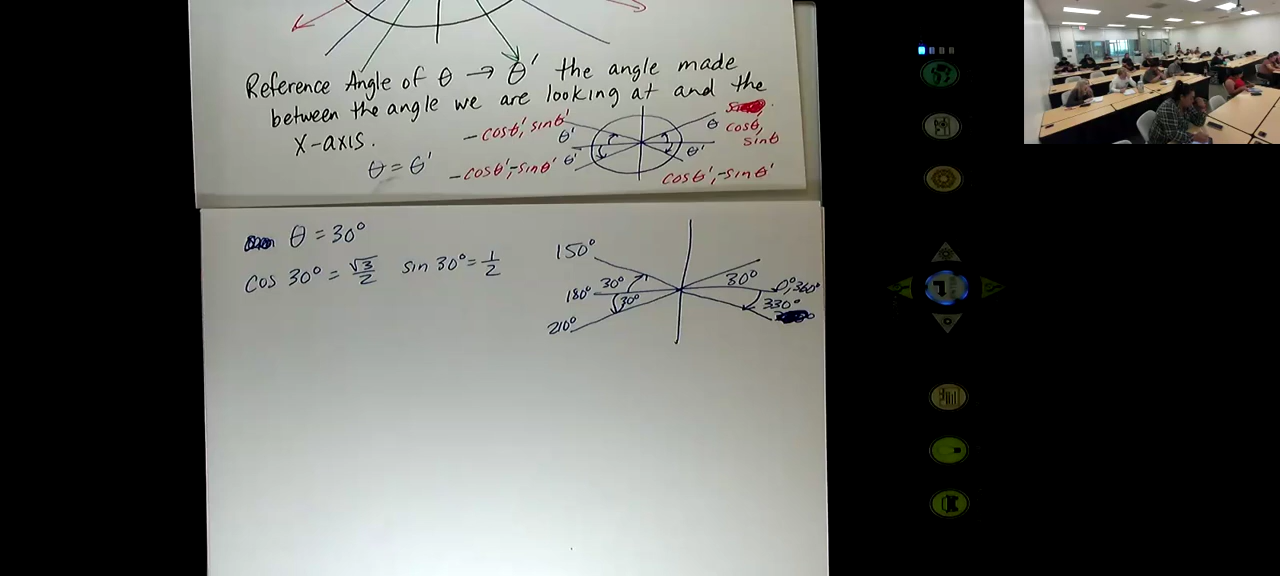 Reference Angle of θ → θ' the angle made
between the angle we are looking at and the
x-axis.
θ = θ'
-cosθ', sinθ'
θ'
θ'
-cosθ', -sinθ'
θ
cosθ,
sinθ
θ'
cosθ', -sinθ'
θ = 30°
cos 30° = √3/2 sin 30° = 1/2
150°
30°
180°
30°
210°
30°
0°, 360°
330°